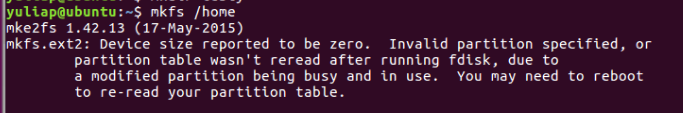 yuliap@ubuntu:~$ mkfs /home
mke2fs 1.42.13 (17-May-2015)
mkfs.ext2: Device size reported to be zero.  Invalid partition specified, or
        partition table wasn't reread after running fdisk, due to
        a modified partition being busy and in use.  You may need to reboot
        to re-read your partition table.